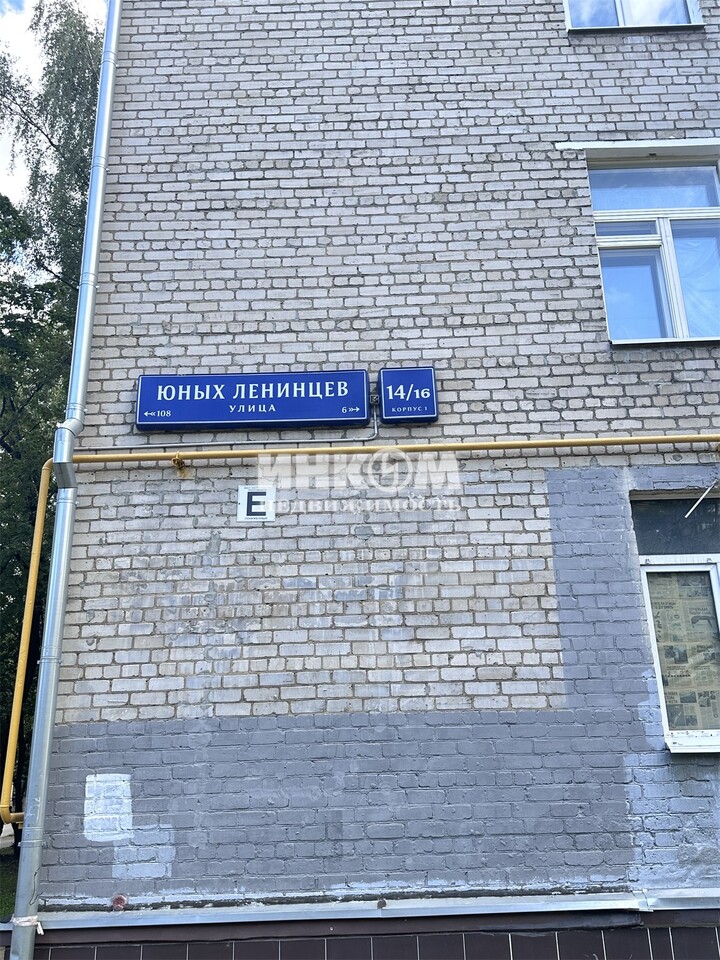 ЮНЫХ ЛЕНИНЦЕВ
УЛИЦА
←«108
6»→
14/16
КОРПУС 1
ИНКОМ
НЕДВИЖИМОСТЬ
Е